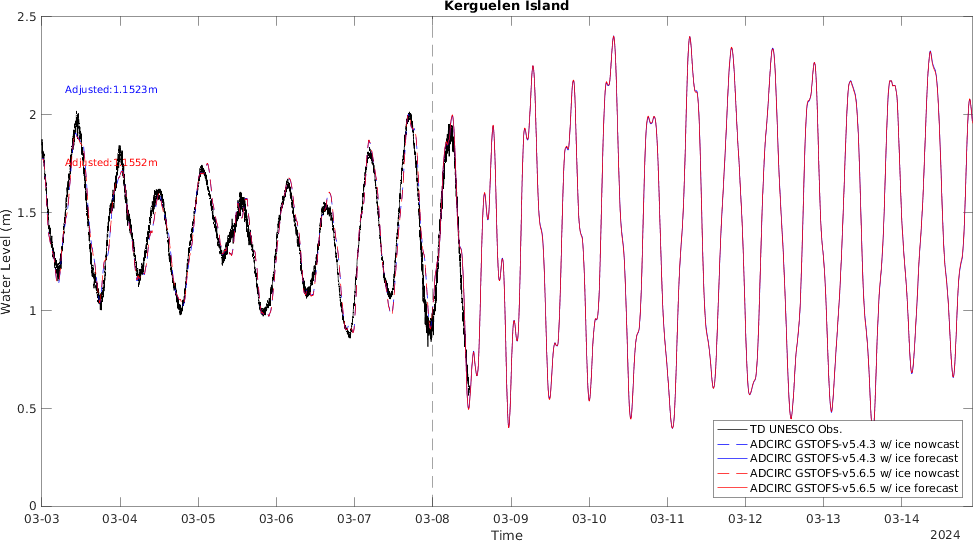 Kerguelen Island
2.5
Adjusted:1.1523m
2
Adjusted:1.1552m
1.5
Water Level (m)
1
0.5
TD UNESCO Obs.
ADCIRC GSTOFS-v5.4.3 w/ ice nowcast
ADCIRC GSTOFS-v5.4.3 w/ ice forecast
ADCIRC GSTOFS-v5.6.5 w/ ice nowcast
ADCIRC GSTOFS-v5.6.5 w/ ice forecast
0
03-03 03-04 03-05 03-06 03-07 03-08 03-09 03-10 03-11 03-12 03-13 03-14
Time
2024